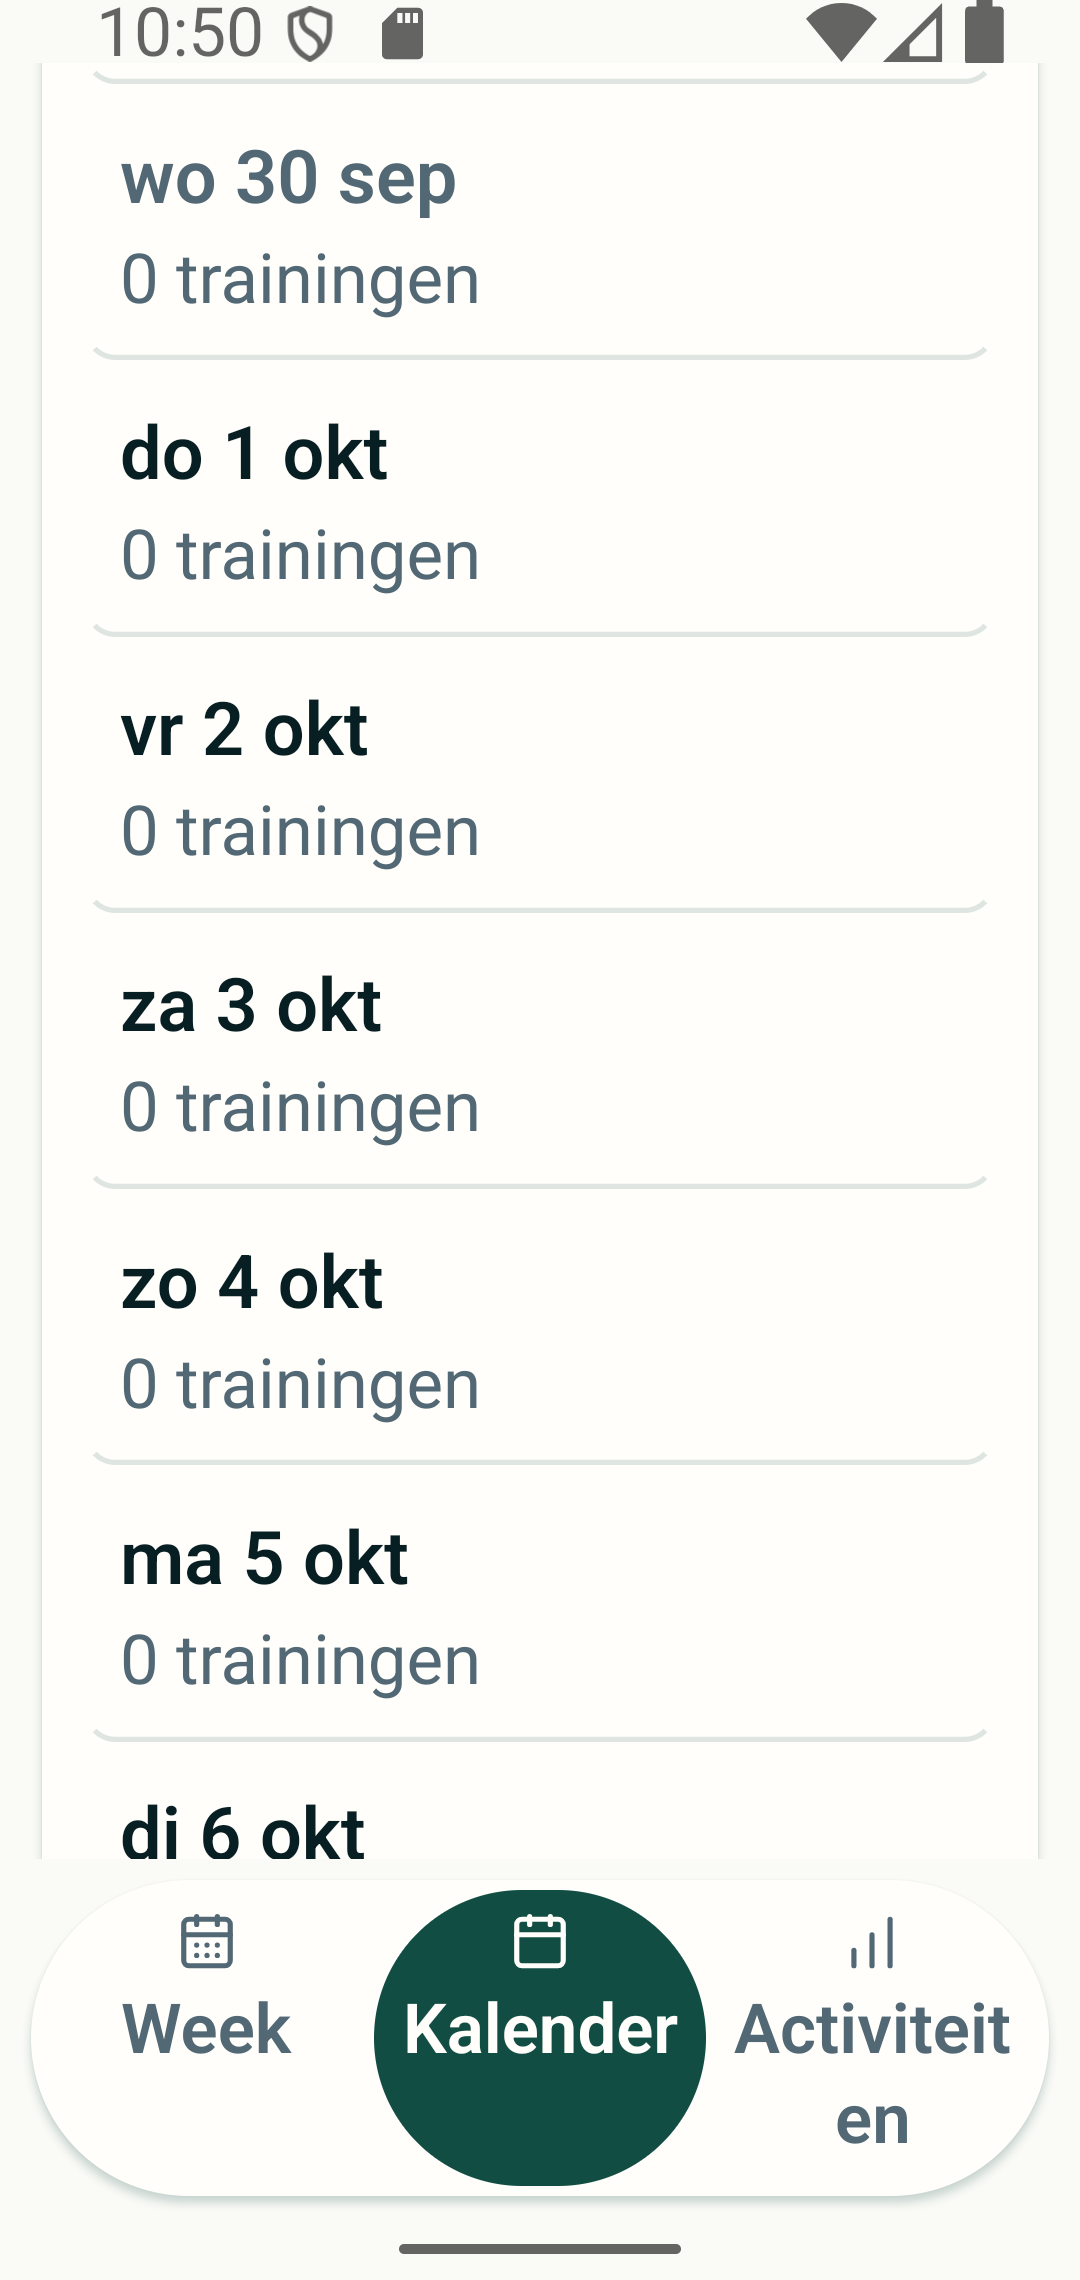 10:50
wo 30 sep
0 trainingen
do 1 okt
0 trainingen
vr 2 okt
0 trainingen
za 3 okt
0 trainingen
zo 4 okt
0 trainingen
ma 5 okt
0 trainingen
di 6 okt
Week
Kalender
Activiteit
en